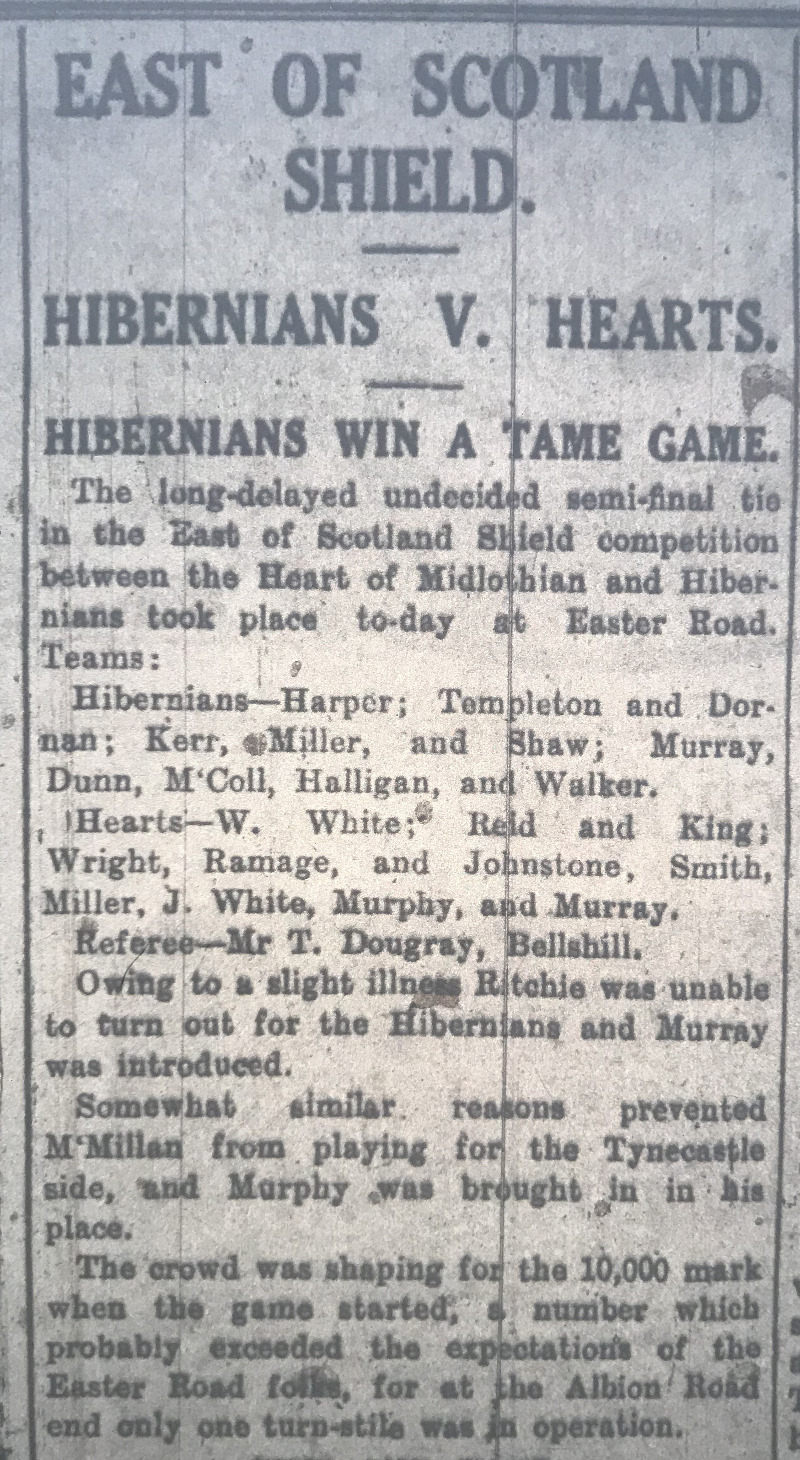 EAST OF SCOTLAND
SHIELD.
HIBERNIANS V. HEARTS.
HIBERNIANS WIN A TAME GAME.
The long-delayed undecided semi-final tie
in the East of Scotland Shield competition
between the Heart of Midlothian and Hiber-
nians took place to-day at Easter Road.
Teams:
Hibernians—Harper; Templeton and Dor-
nan; Kerr, Miller, and Shaw; Murray,
Dunn, M‘Coll, Halligan, and Walker.
Hearts—W. White; Reid and King;
Wright, Ramage, and Johnstone, Smith,
Miller, J. White, Murphy, and Murray.
Referee—Mr T. Dougray, Bellshill.
Owing to a slight illness Ritchie was unable
to turn out for the Hibernians and Murray
was introduced.
Somewhat similar reasons prevented
M‘Millan from playing for the Tynecastle
side, and Murphy was brought in in his
place.
The crowd was shaping for the 10,000 mark
when the game started, a number which
probably exceeded the expectations of the
Easter Road folks, for at the Albion Road
end only one turn-stile was in operation.